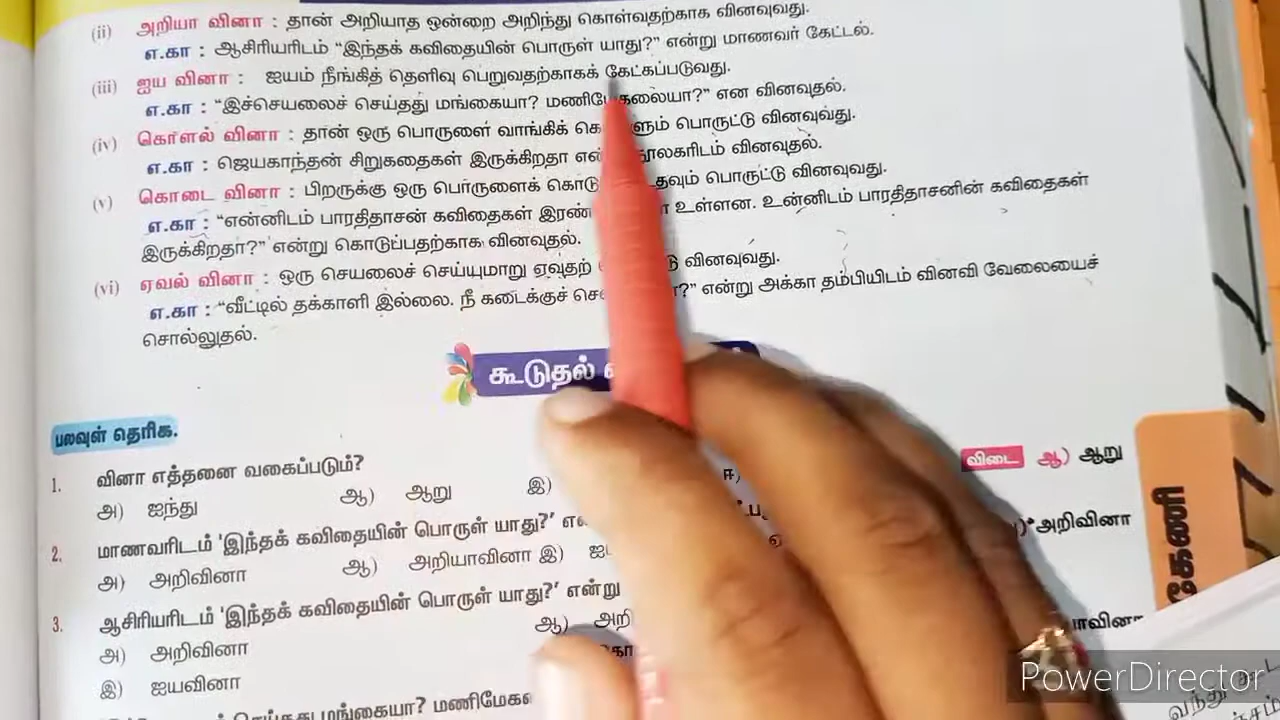 (ii) அறியா வினா : தான் அறியாத ஒன்றை அறிந்து கொள்வதற்காக வினவுவது.
எ.கா : ஆசிரியரிடம் “இந்தக் கவிதையின் பொருள் யாது?” என்று மாணவர் கேட்டல்.
(iii) ஐய வினா : ஐயம் நீங்கித் தெளிவு பெறுவதற்காகக் கேட்கப்படுவது.
எ.கா : “இச்செயலைச் செய்தது மங்கையா? மணிமேகலையா?” என வினவுதல்.
(iv) கொளல் வினா : தான் ஒரு பொருளை வாங்கிக் பொருட்டு வினவுவது.
எ.கா : ஜெயகாந்தன் சிறுகதைகள் இருக்கிறதா நூலகரிடம் வினவுதல்.
(v) கொடை வினா : பிறருக்கு ஒரு பொருளைக் பொருட்டு வினவுவது.
எ.கா : “என்னிடம் பாரதிதாசன் கவிதைகள் உள்ளன. உன்னிடம் பாரதிதாசனின் கவிதைகள்
இருக்கிறதா?” என்று கொடுப்பதற்காக வினவுதல்.
(vi) ஏவல் வினா : ஒரு செயலைச் செய்யுமாறு ஏவுதற் வினவுவது.
எ.கா : “வீட்டில் தக்காளி இல்லை. நீ கடைக்குச் என்று அக்கா தம்பியிடம் வினவி வேலையைச்
சொல்லுதல்.
கூடுதல்
பலவுள் தெரிக.
1. வினா எத்தனை வகைப்படும்? விடை ஆ) ஆறு
அ) ஐந்து ஆ) ஆறு இ) ஈ)
2. மாணவரிடம் ‘இந்தக் கவிதையின் பொருள் யாது?’ அறிவினா
அ) அறிவினா ஆ) அறியாவினா இ)
3. ஆசிரியரிடம் ‘இந்தக் கவிதையின் பொருள் யாது?’ என்று
அ) அறிவினா ஆ)
இ) ஐயவினா
மங்கையா?
கேணி
PowerDirector